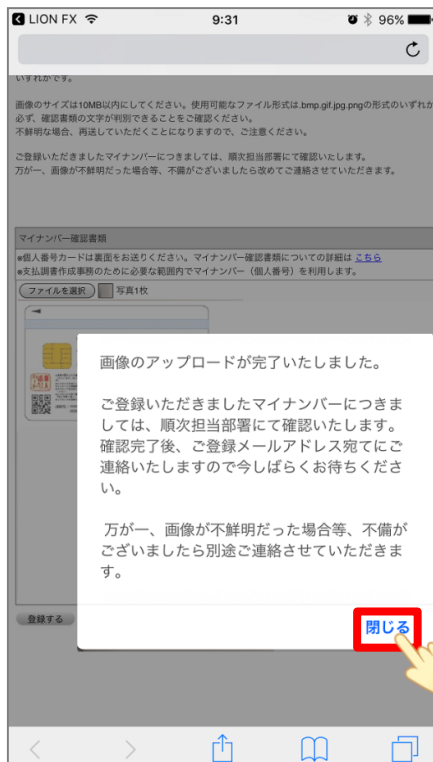 LION FX 9:31 96%
いずれかです。
画像のサイズは10MB以内にしてください。使用可能なファイル形式は.bmp.gif.jpg.pngの形式のいずれか
必ず、確認書類の文字が判別できることをご確認ください。
不鮮明な場合、再送していただくことになりますので、ご注意ください。
ご登録いただきましたマイナンバーにつきましては、順次担当部署にて確認いたします。
万が一、画像が不鮮明だった場合等、不備がございましたら改めてご連絡させていただきます。
マイナンバー確認書類
※個人番号カードは裏面をお送りください。マイナンバー確認書類についての詳細は こちら
※支払調書作成事務のために必要な範囲内でマイナンバー（個人番号）を利用します。
ファイルを選択 写真1枚
画像のアップロードが完了いたしました。
ご登録いただきましたマイナンバーにつきま
しては、順次担当部署にて確認いたします。
確認完了後、ご登録メールアドレス宛てにご
連絡いたしますので今しばらくお待ちくださ
い。
万が一、画像が不鮮明だった場合等、不備が
ございましたら別途ご連絡させていただきま
す。
閉じる
登録する